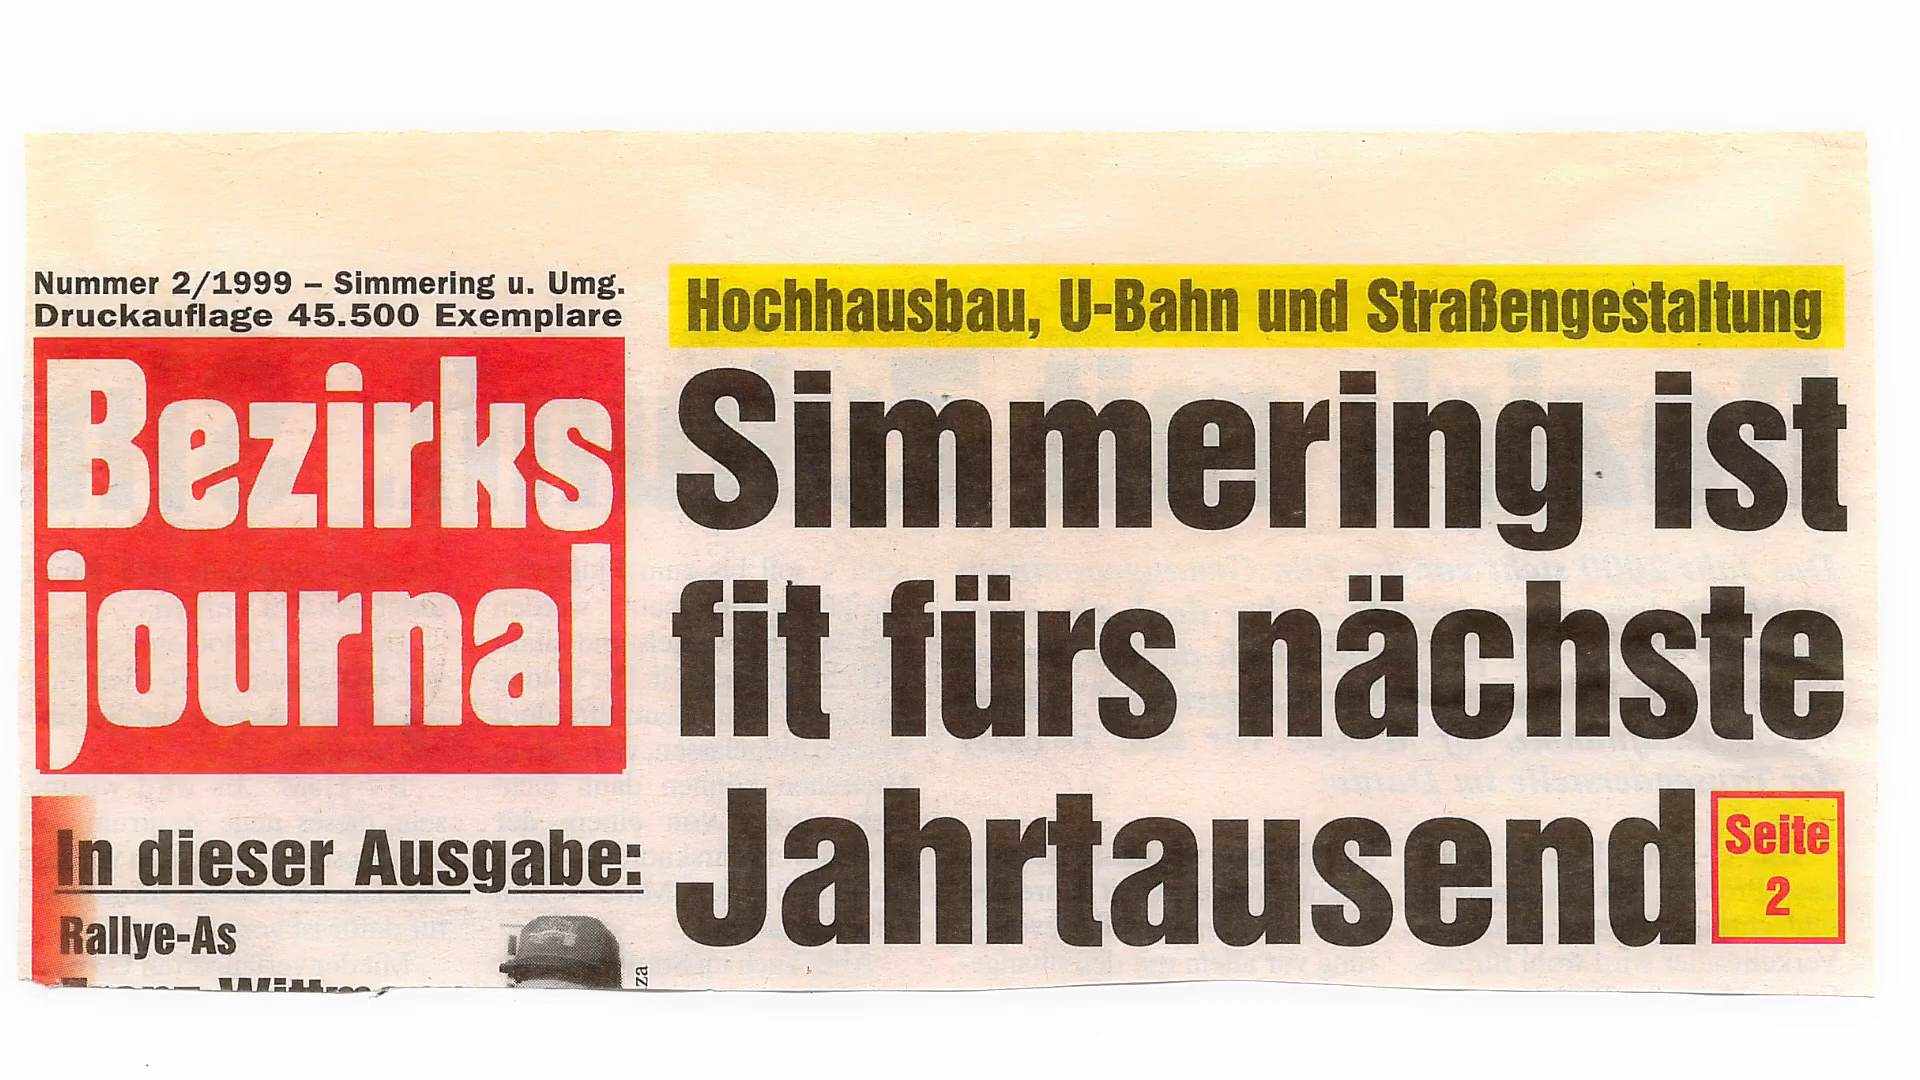 Nummer 2/1999 – Simmering u. Umg.
Druckauflage 45.500 Exemplare
Bezirks
journal
In dieser Ausgabe:
Rallye-As
Hochhausbau, U-Bahn und Straßengestaltung
Simmering ist
fit fürs nächste
Jahrtausend
Seite
2